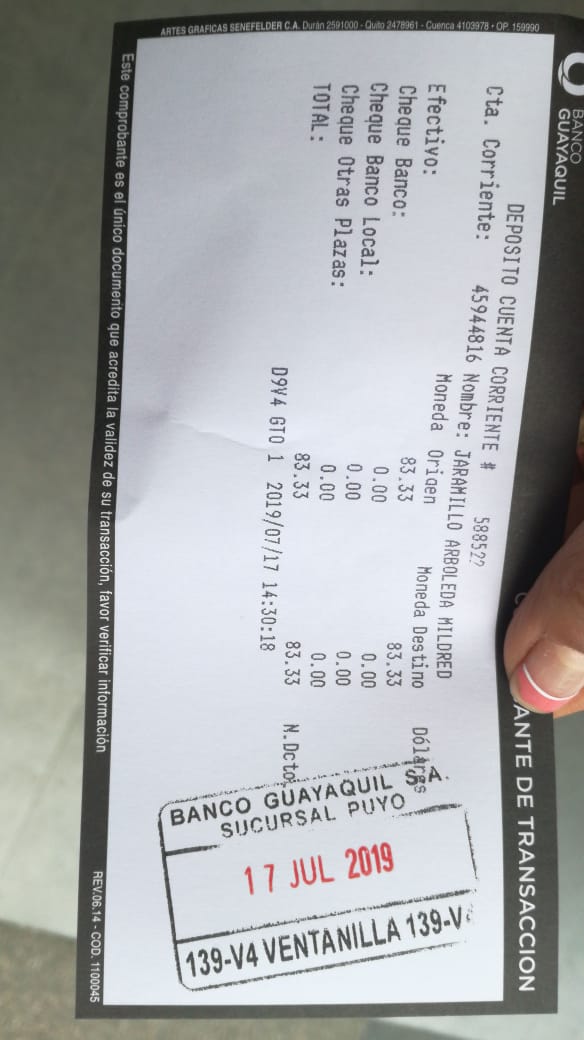 BANCO
GUAYAQUIL
ANTE DE TRANSACCION
DEPOSITO CUENTA CORRIENTE # 588522
Cta. Corriente: 45944816 Nombre: JARAMILLO ARBOLEDA MILDRED
Moneda Origen Moneda Destino Dólares
Efectivo: 83.33 83.33
Cheque Banco: 0.00 0.00
Cheque Banco Local: 0.00 0.00
Cheque Otras Plazas: 0.00 0.00
TOTAL: 83.33 83.33 N.Dcto
D9V4 GTO 1 2019/07/17 14:30:18
BANCO GUAYAQUIL S.A.
SUCURSAL PUYO
17 JUL 2019
139-V4 VENTANILLA 139-V
ARTES GRAFICAS SENEFELDER C.A. Durán 2591000 - Quito 2478961 - Cuenca 4103978 • OP. 159990
Este comprobante es el único documento que acredita la validez de su transacción, favor verificar información
REV.06.14 - COD. 1100045